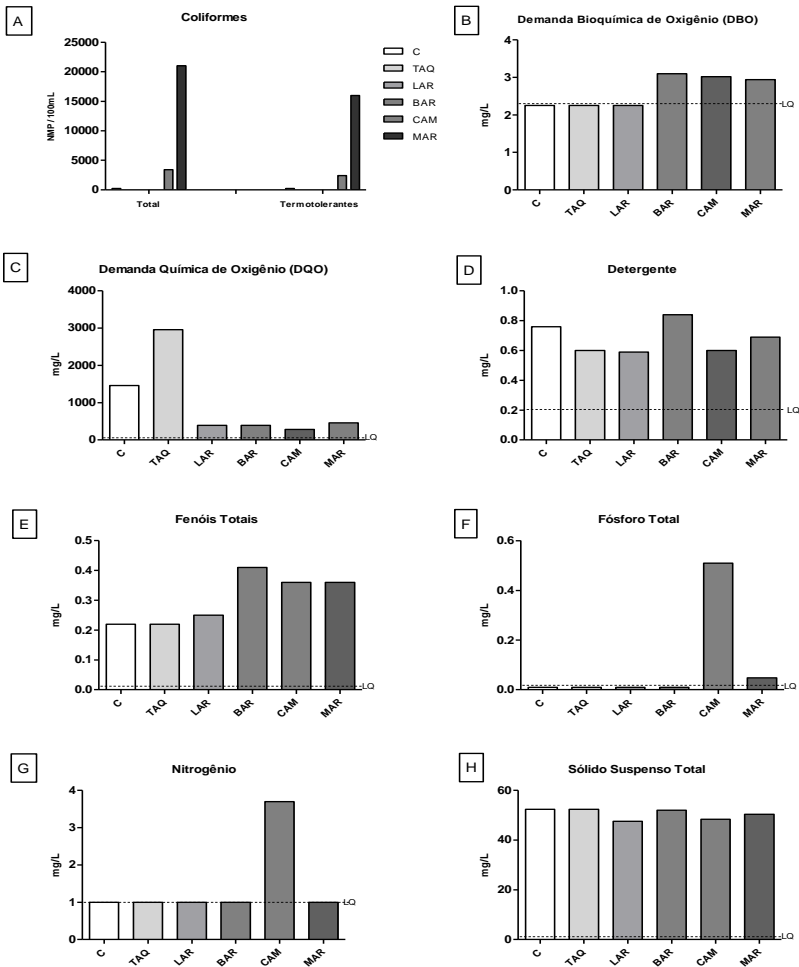 A
Coliformes
NMP / 100mL
25000
20000
15000
10000
5000
0
Total
Termotolerantes
C
TAQ
LAR
BAR
CAM
MAR
B
Demanda Bioquímica de Oxigênio (DBO)
mg/L
4
3
2
1
0
LQ
C TAQ LAR BAR CAM MAR
C
Demanda Química de Oxigênio (DQO)
mg/L
4000
3000
2000
1000
0
LQ
C TAQ LAR BAR CAM MAR
D
Detergente
mg/L
1.0
0.8
0.6
0.4
0.2
0.0
LQ
C TAQ LAR BAR CAM MAR
E
Fenóis Totais
mg/L
0.5
0.4
0.3
0.2
0.1
0.0
LQ
C TAQ LAR BAR CAM MAR
F
Fósforo Total
mg/L
0.6
0.4
0.2
0.0
LQ
C TAQ LAR BAR CAM MAR
G
Nitrogênio
mg/L
4
3
2
1
0
LQ
C TAQ LAR BAR CAM MAR
H
Sólido Suspenso Total
mg/L
60
40
20
0
LQ
C TAQ LAR BAR CAM MAR